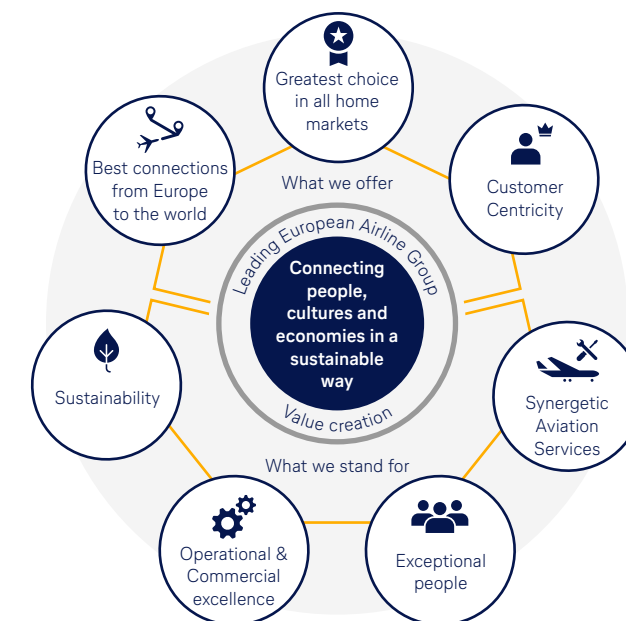 Greatest choice
in all home
markets
Best connections
from Europe
to the world
What we offer
Customer
Centricity
Leading European Airline Group
Connecting
people,
cultures and
economies in a
sustainable
way
Value creation
Sustainability
Synergetic
Aviation
Services
What we stand for
Operational &
Commercial
excellence
Exceptional
people